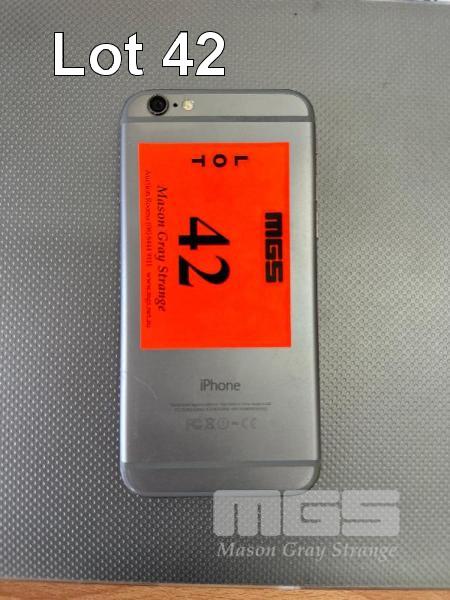 Lot 42
LOT
MGS
42
Mason Gray Strange
iPhone
MGS
Mason Gray Strange